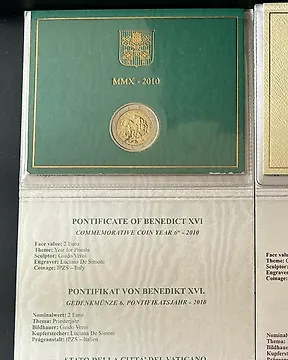 MMX - 2010
PONTIFICATE OF BENEDICT XVI
COMMEMORATIVE COIN YEAR 6° - 2010
Face value: 2 Euro
Theme: Year for Priests
Sculptor: Guido Veroi
Engraver: Luciana De Simoni
Coinage: IPZS - Italy
PONTIFIKAT VON BENEDIKT XVI.
GEDENKMÜNZE 6. PONTIFIKATSJAHR - 2010
Nominalwert: 2 Euro
Thema: Priesterjahr
Bildhauer: Guido Veroi
Kupferstecher: Luciana De Simoni
Prägeanstalt: IPZS - Italien
STATO DELLA CITTA' DEL VATICANO